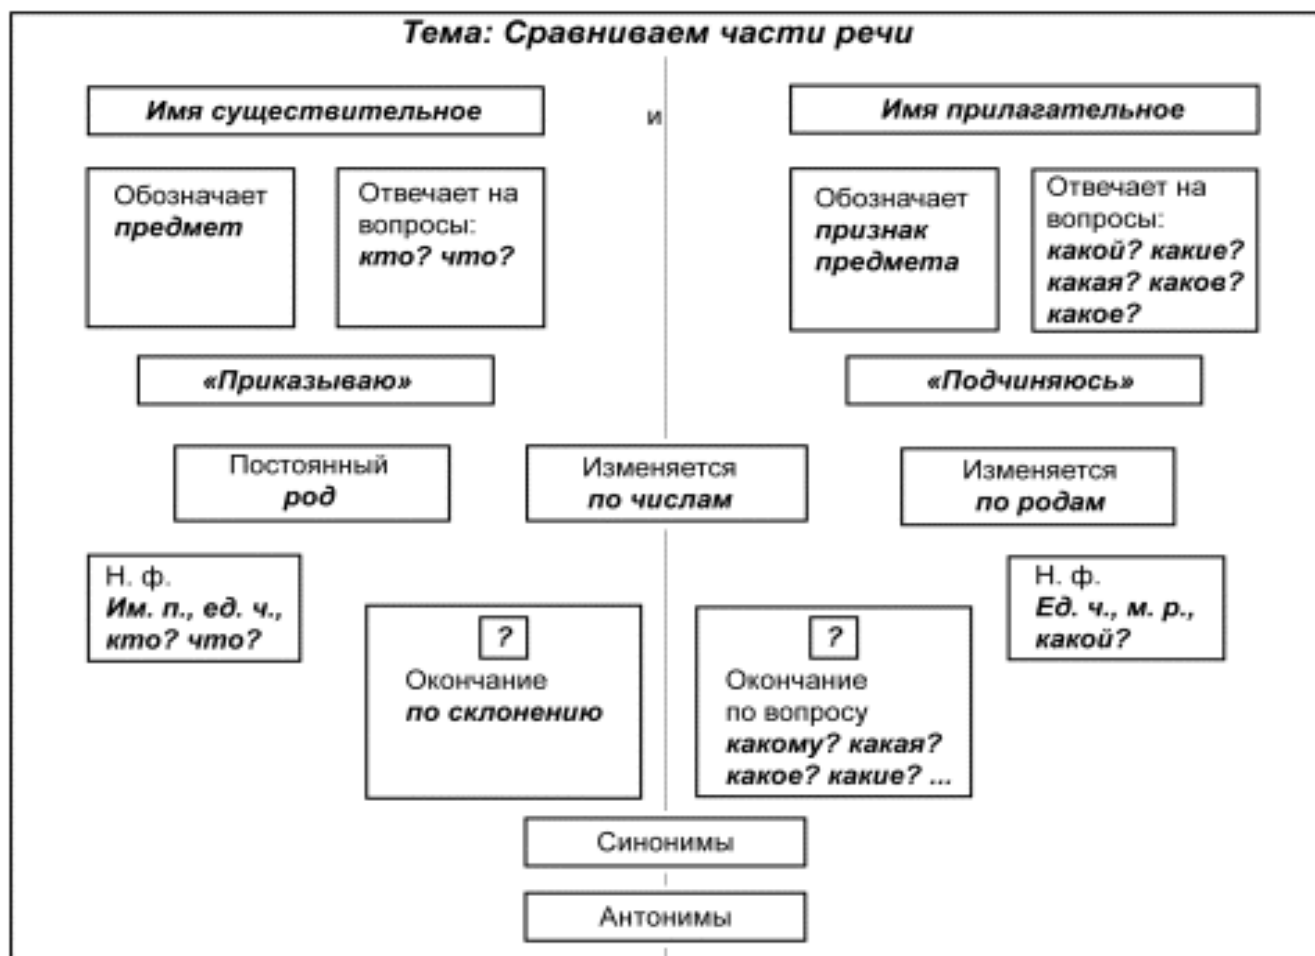 Тема: Сравниваем части речи
Имя существительное
и
Имя прилагательное
Обозначает
предмет
Отвечает на
вопросы:
кто? что?
Обозначает
признак
предмета
Отвечает на
вопросы:
какой? какие?
какая? каков?
какое?
«Приказываю»
«Подчиняюсь»
Постоянный
род
Изменяется
по числам
Изменяется
по родам
Н. ф.
Им. п., ед. ч.,
кто? что?
?
Окончание
по склонению
?
Окончание
по вопросу
какому? какая?
какое? какие? ...
Н. ф.
Ед. ч., м. р.,
какой?
Синонимы
Антонимы